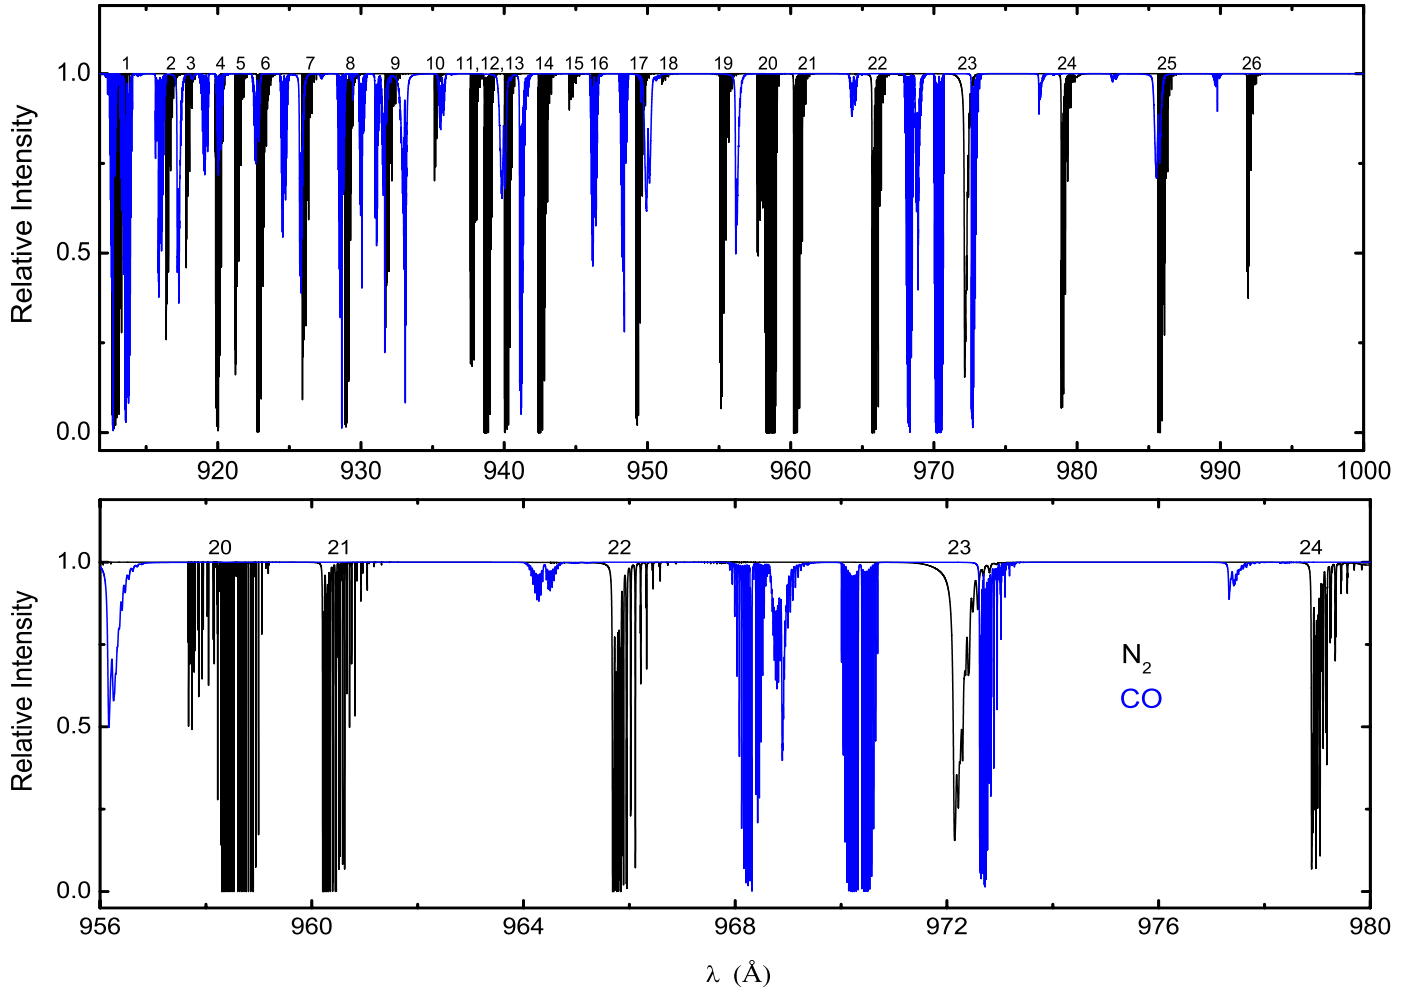 1 2 3 4 5 6 7 8 9 10 11, 12, 13 14 15 16 17 18 19 20 21 22 23 24 25 26
1.0
0.5
0.0
Relative Intensity
920 930 940 950 960 970 980 990 1000
20 21 22 23 24
1.0
0.5
0.0
Relative Intensity
N2
CO
956 960 964 968 972 976 980
λ (Å)